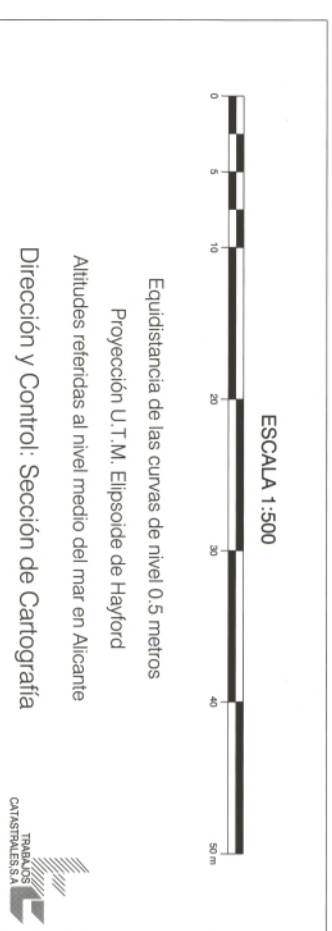 ESCALA 1:500
0 5 10 20 30 40 50 m
Equidistancia de las curvas de nivel 0.5 metros
Proyección U.T.M. Elipsoide de Hayford
Altitudes referidas al nivel medio del mar en Alicante
Dirección y Control: Sección de Cartografía
TRABAJOS
CATASTRALES,S.A